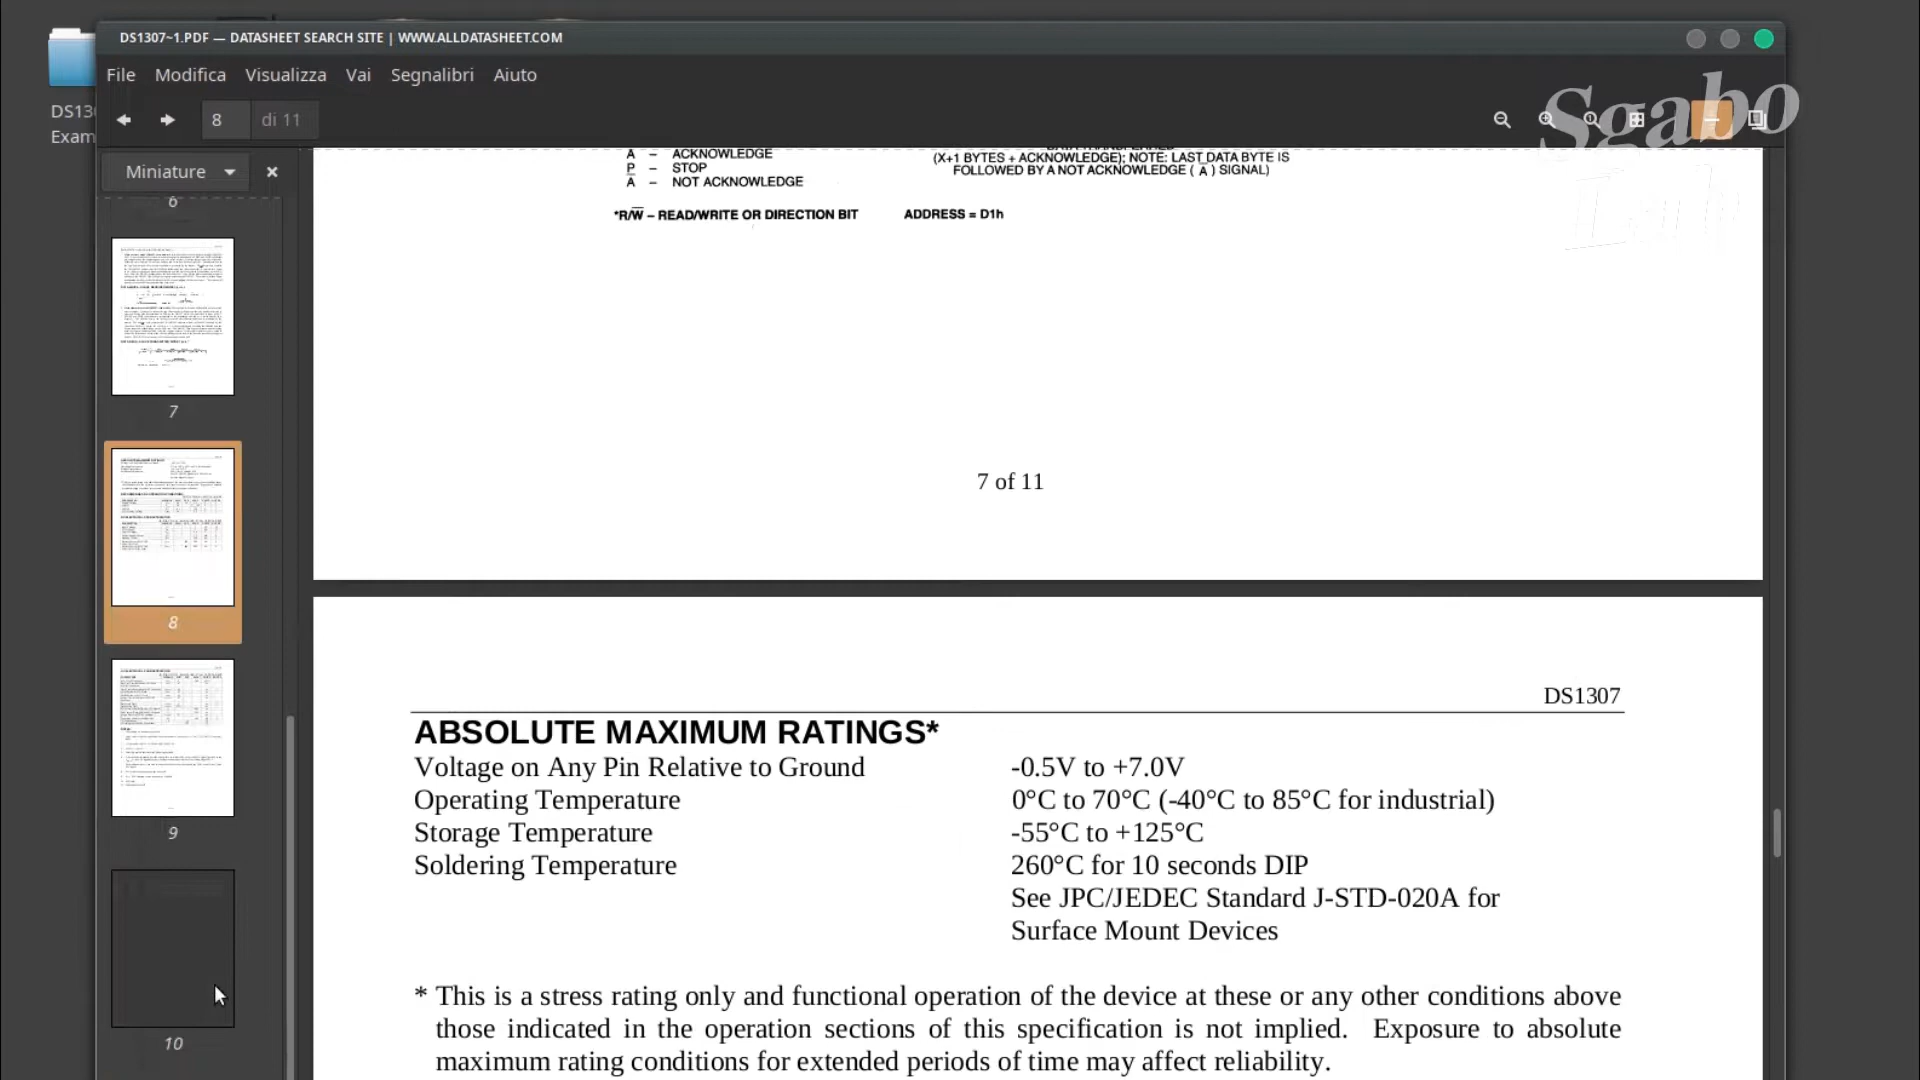 DS1307~1.PDF — DATASHEET SEARCH SITE | WWW.ALLDATASHEET.COM
File Modifica Visualizza Vai Segnalibri Aiuto
DS130
Exam
8 di 11
Sgabo
Miniature
6
7
8
9
10
A – ACKNOWLEDGE
P – STOP
A̅ – NOT ACKNOWLEDGE
(X+1 BYTES + ACKNOWLEDGE); NOTE: LAST DATA BYTE IS
FOLLOWED BY A NOT ACKNOWLEDGE ( A̅ ) SIGNAL)
*R/W̅ – READ/WRITE OR DIRECTION BIT ADDRESS = D1h
7 of 11
DS1307
ABSOLUTE MAXIMUM RATINGS*
Voltage on Any Pin Relative to Ground -0.5V to +7.0V
Operating Temperature 0°C to 70°C (-40°C to 85°C for industrial)
Storage Temperature -55°C to +125°C
Soldering Temperature 260°C for 10 seconds DIP
See JPC/JEDEC Standard J-STD-020A for
Surface Mount Devices
* This is a stress rating only and functional operation of the device at these or any other conditions above
those indicated in the operation sections of this specification is not implied. Exposure to absolute
maximum rating conditions for extended periods of time may affect reliability.